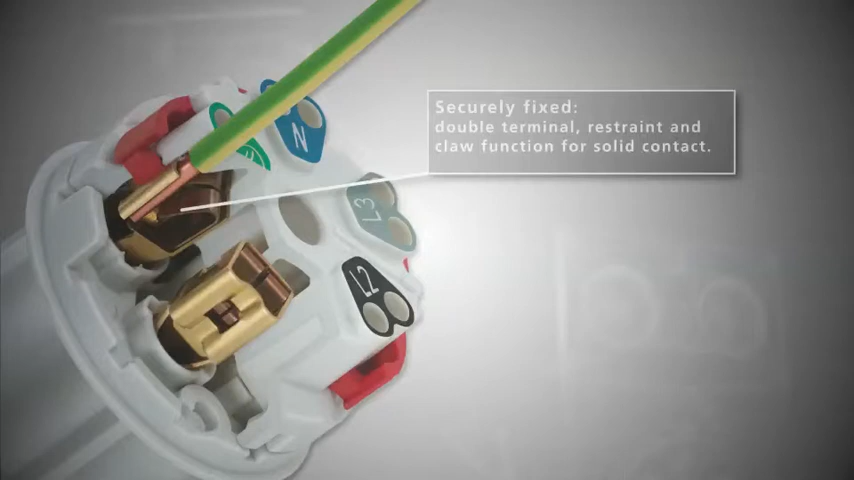 Securely fixed:
double terminal, restraint and
claw function for solid contact.
N
L3
L2